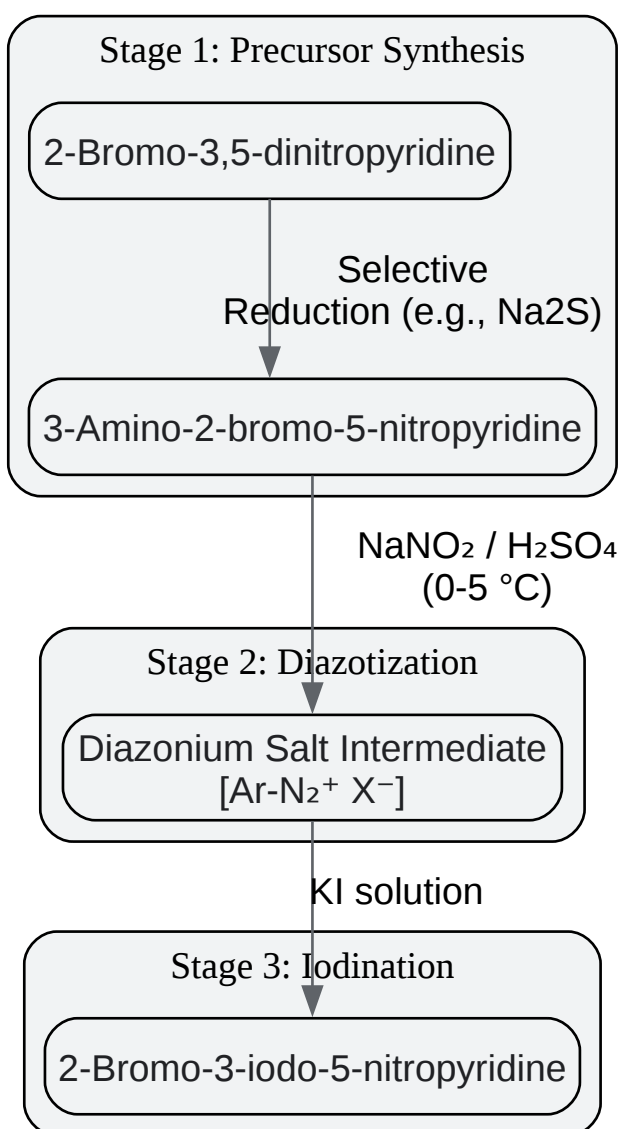 Stage 1: Precursor Synthesis
2-Bromo-3,5-dinitropyridine
Selective
Reduction (e.g., Na2S)
3-Amino-2-bromo-5-nitropyridine
NaNO₂ / H₂SO₄
(0-5 °C)
Stage 2: Diazotization
Diazonium Salt Intermediate
[Ar-N₂⁺ X⁻]
KI solution
Stage 3: Iodination
2-Bromo-3-iodo-5-nitropyridine